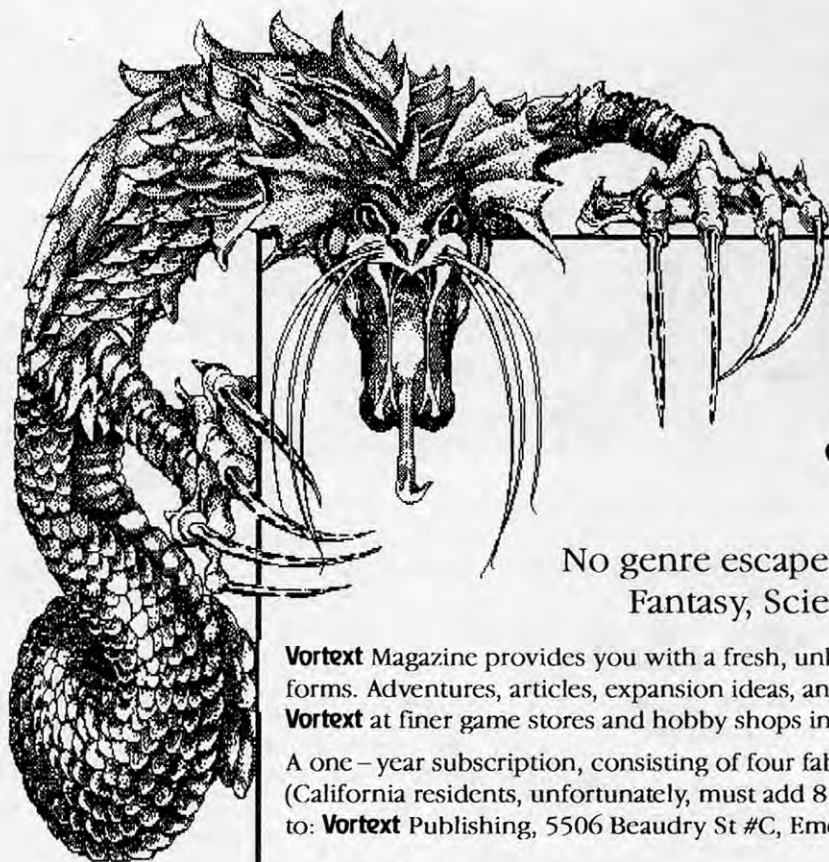 No genre escape
Fantasy, Scie
Vortext Magazine provides you with a fresh, unl
forms. Adventures, articles, expansion ideas, an
Vortext at finer game stores and hobby shops in
A one – year subscription, consisting of four fab
(California residents, unfortunately, must add 8
to: Vortext Publishing, 5506 Beaudry St #C, Eme